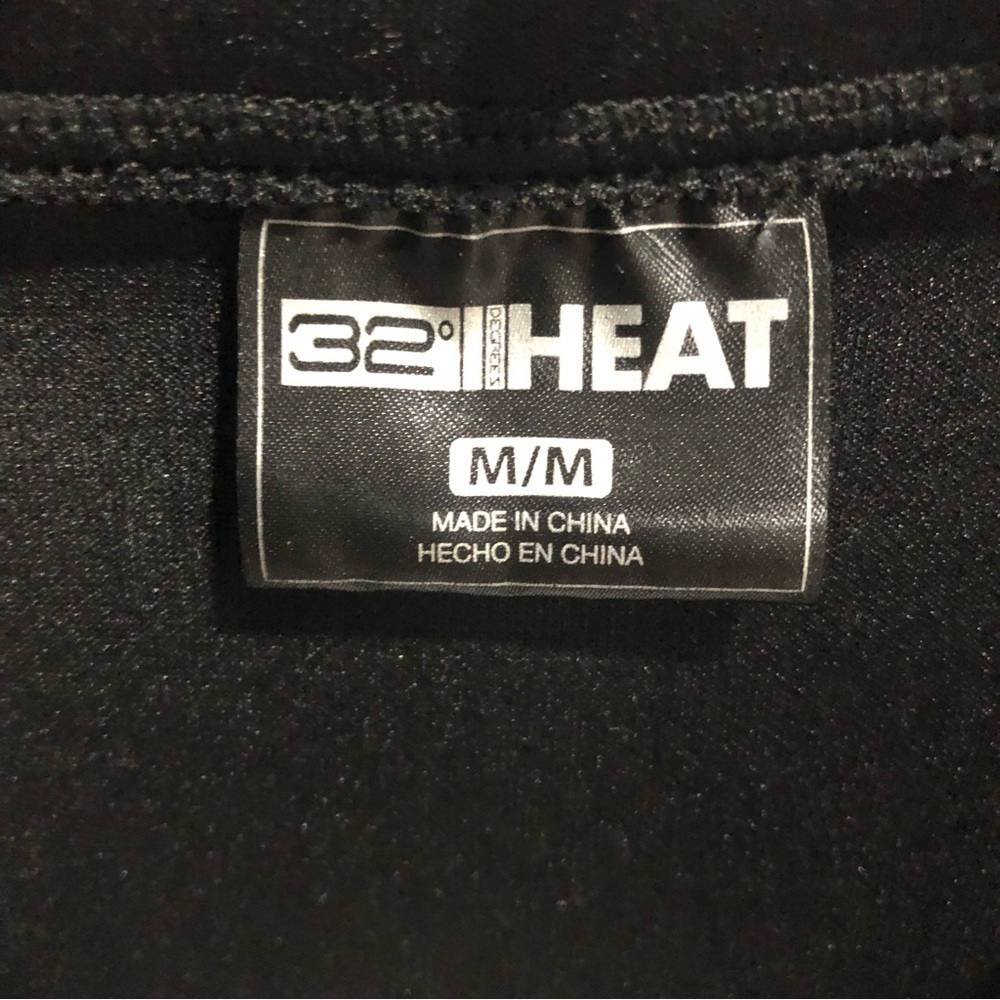 32° DEGREES HEAT
M/M
MADE IN CHINA
HECHO EN CHINA